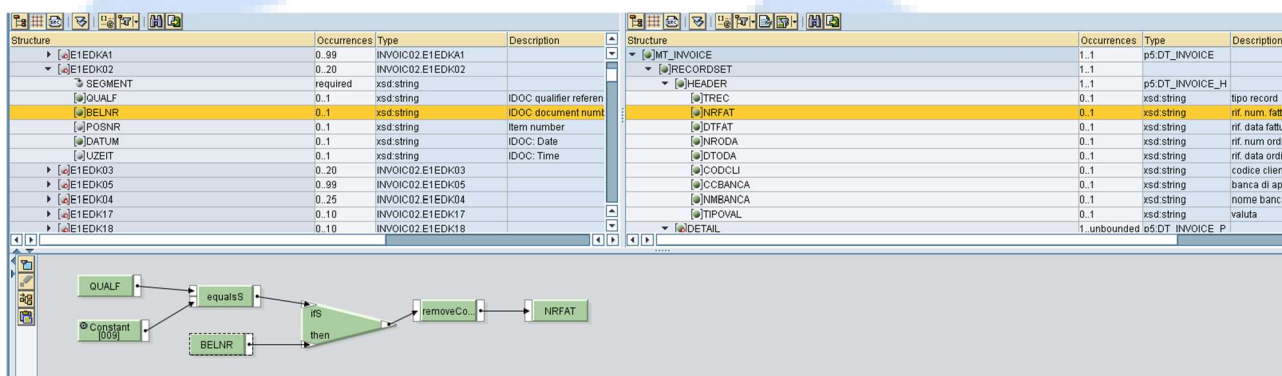 Structure Occurrences Type Description
E1EDKA1 0..99 INVOIC02.E1EDKA1
E1EDK02 0..20 INVOIC02.E1EDK02
SEGMENT required xsd:string
QUALF 0..1 xsd:string IDOC qualifier referen
BELNR 0..1 xsd:string IDOC document numb
POSNR 0..1 xsd:string Item number
DATUM 0..1 xsd:string IDOC: Date
UZEIT 0..1 xsd:string IDOC: Time
E1EDK03 0..20 INVOIC02.E1EDK03
E1EDK05 0..99 INVOIC02.E1EDK05
E1EDK04 0..25 INVOIC02.E1EDK04
E1EDK17 0..10 INVOIC02.E1EDK17
E1EDK18 0..10 INVOIC02.E1EDK18
Structure Occurrences Type Description
MT_INVOICE 1..1 p5:DT_INVOICE
RECORDSET 1..1
HEADER 1..1 p5:DT_INVOICE_H
TREC 0..1 xsd:string tipo record
NRFAT 0..1 xsd:string rif. num. fatt
DTFAT 0..1 xsd:string rif. data fattu
NRODA 0..1 xsd:string rif. num ord
DTODA 0..1 xsd:string rif. data ordi
CODCLI 0..1 xsd:string codice clien
CCBANCA 0..1 xsd:string banca di ap
NMBANCA 0..1 xsd:string nome banc
TIPOVAL 0..1 xsd:string valuta
DETAIL 1..unbounded p5:DT_INVOICE_P
QUALF
equalsS
Constant
[009]
BELNR
ifS
then
removeCo...
NRFAT